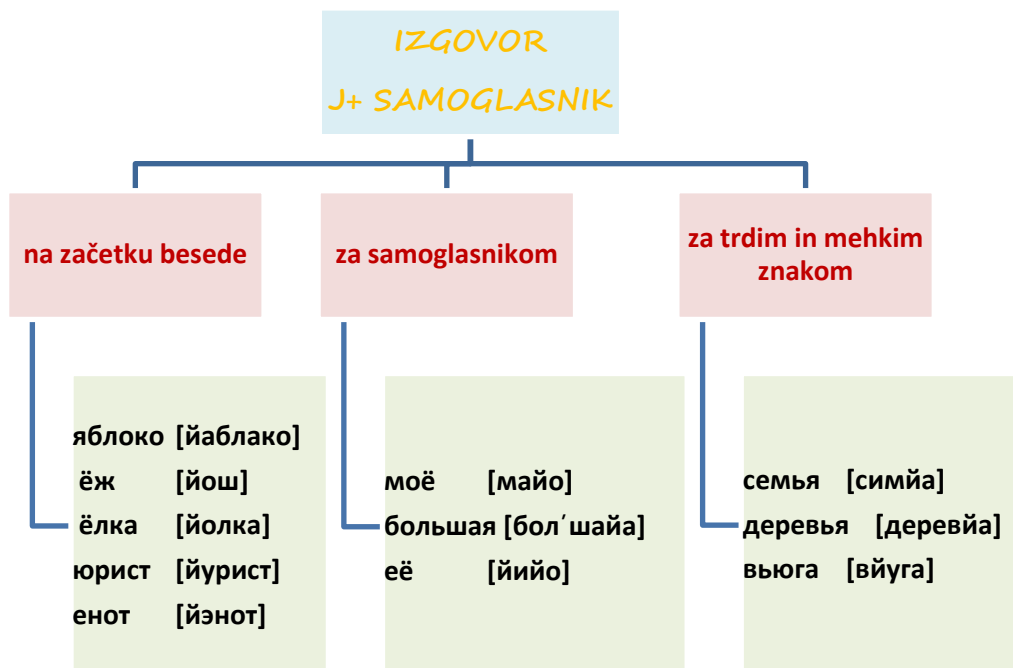 IZGOVOR
J+ SAMOGLASNIK
na začetku besede
яблоко [йаблако]
ёж [йош]
ёлка [йолка]
юрист [йурист]
енот [йэнот]
za samoglasnikom
моё [майо]
большая [бол΄шайа]
её [йийо]
za trdim in mehkim
znakom
семья [симйа]
деревья [деревйа]
вьюга [вйуга]